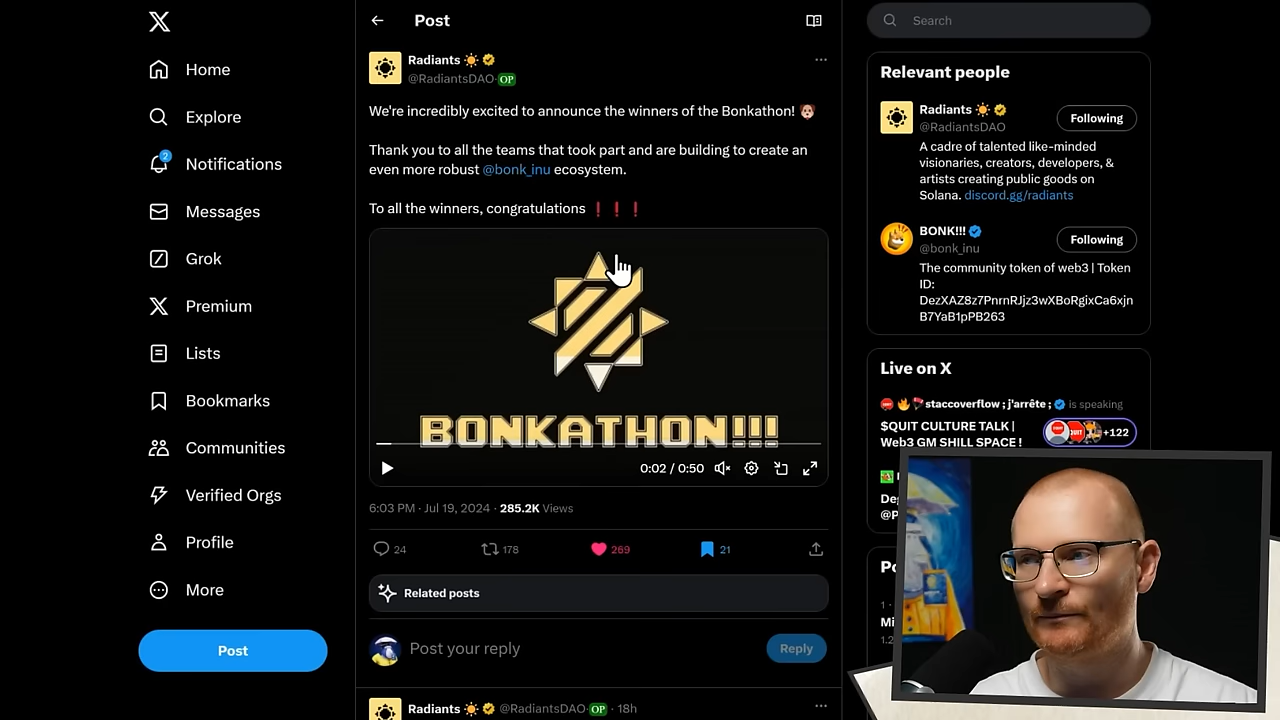 Post
Search
Home
Explore
2
Notifications
Messages
Grok
Premium
Lists
Bookmarks
Communities
Verified Orgs
Profile
More
Post
Radiants
@RadiantsDAO· OP
We're incredibly excited to announce the winners of the Bonkathon!
Thank you to all the teams that took part and are building to create an
even more robust @bonk_inu ecosystem.
To all the winners, congratulations ❗❗❗
BONKATHON!!!
0:02 / 0:50
6:03 PM · Jul 19, 2024 · 285.2K Views
24
178
269
21
Related posts
Post your reply
Reply
Radiants @RadiantsDAO· OP · 18h
Relevant people
Radiants
@RadiantsDAO
Following
A cadre of talented like-minded
visionaries, creators, developers, &
artists creating public goods on
Solana. discord.gg/radiants
BONK!!!
@bonk_inu
Following
The community token of web3 | Token
ID:
DezXAZ8z7PnrnRJjz3wXBoRgixCa6xjn
B7YaB1pPB263
Live on X
staccoverflow ; j'arrête ; is speaking
$QUIT CULTURE TALK |
Web3 GM SHILL SPACE !
+122